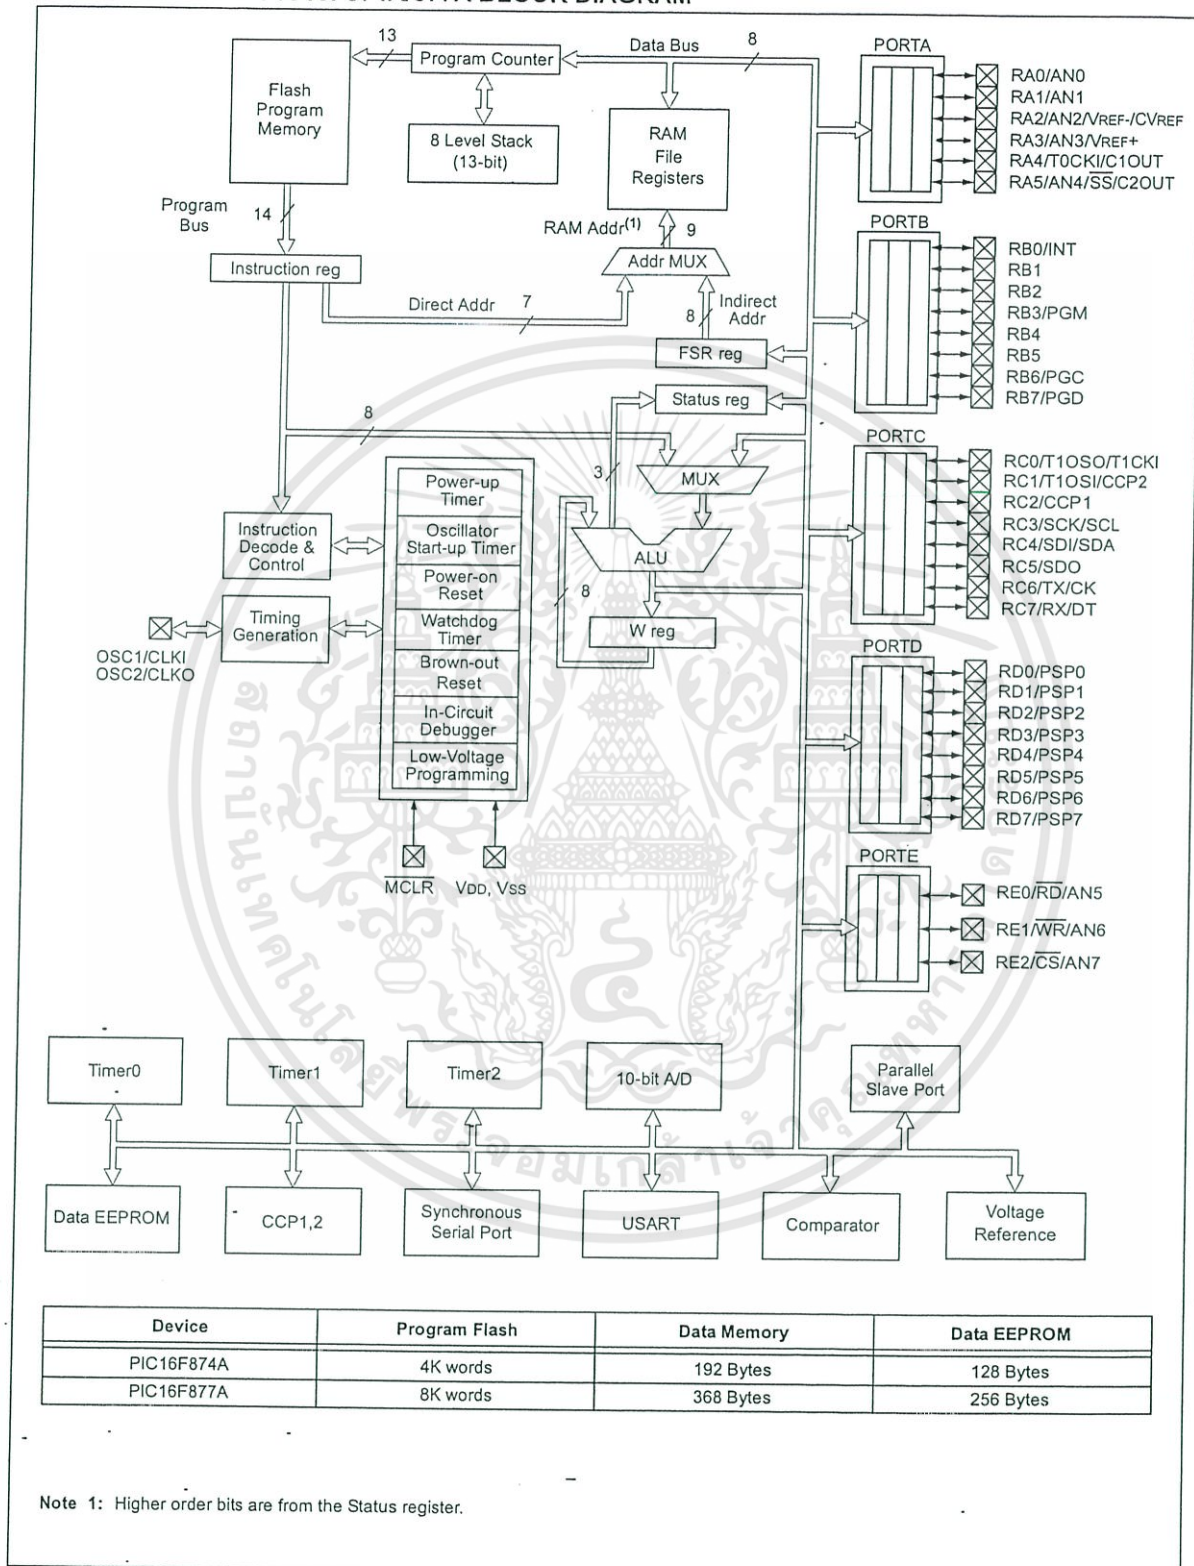 13
Data Bus
8
PORTA
Program Counter
Flash
Program
Memory
8 Level Stack
(13-bit)
RAM
File
Registers
RA0/AN0
RA1/AN1
RA2/AN2/VREF-/CVREF
RA3/AN3/VREF+
RA4/T0CKI/C1OUT
RA5/AN4/SS/C2OUT
Program
Bus
14
RAM Addr(1)
9
PORTB
Instruction reg
Addr MUX
Direct Addr
7
8
Indirect
Addr
FSR reg
Status reg
RB0/INT
RB1
RB2
RB3/PGM
RB4
RB5
RB6/PGC
RB7/PGD
8
3
MUX
PORTC
Power-up
Timer
Oscillator
Start-up Timer
Power-on
Reset
Watchdog
Timer
Brown-out
Reset
In-Circuit
Debugger
Low-Voltage
Programming
Instruction
Decode &
Control
Timing
Generation
OSC1/CLKI
OSC2/CLKO
ALU
8
W reg
RC0/T1OSO/T1CKI
RC1/T1OSI/CCP2
RC2/CCP1
RC3/SCK/SCL
RC4/SDI/SDA
RC5/SDO
RC6/TX/CK
RC7/RX/DT
PORTD
RD0/PSP0
RD1/PSP1
RD2/PSP2
RD3/PSP3
RD4/PSP4
RD5/PSP5
RD6/PSP6
RD7/PSP7
MCLR
VDD, VSS
PORTE
RE0/RD/AN5
RE1/WR/AN6
RE2/CS/AN7
Timer0
Timer1
Timer2
10-bit A/D
Parallel
Slave Port
Data EEPROM
CCP1,2
Synchronous
Serial Port
USART
Comparator
Voltage
Reference
Device Program Flash Data Memory Data EEPROM
PIC16F874A 4K words 192 Bytes 128 Bytes
PIC16F877A 8K words 368 Bytes 256 Bytes
Note 1: Higher order bits are from the Status register.